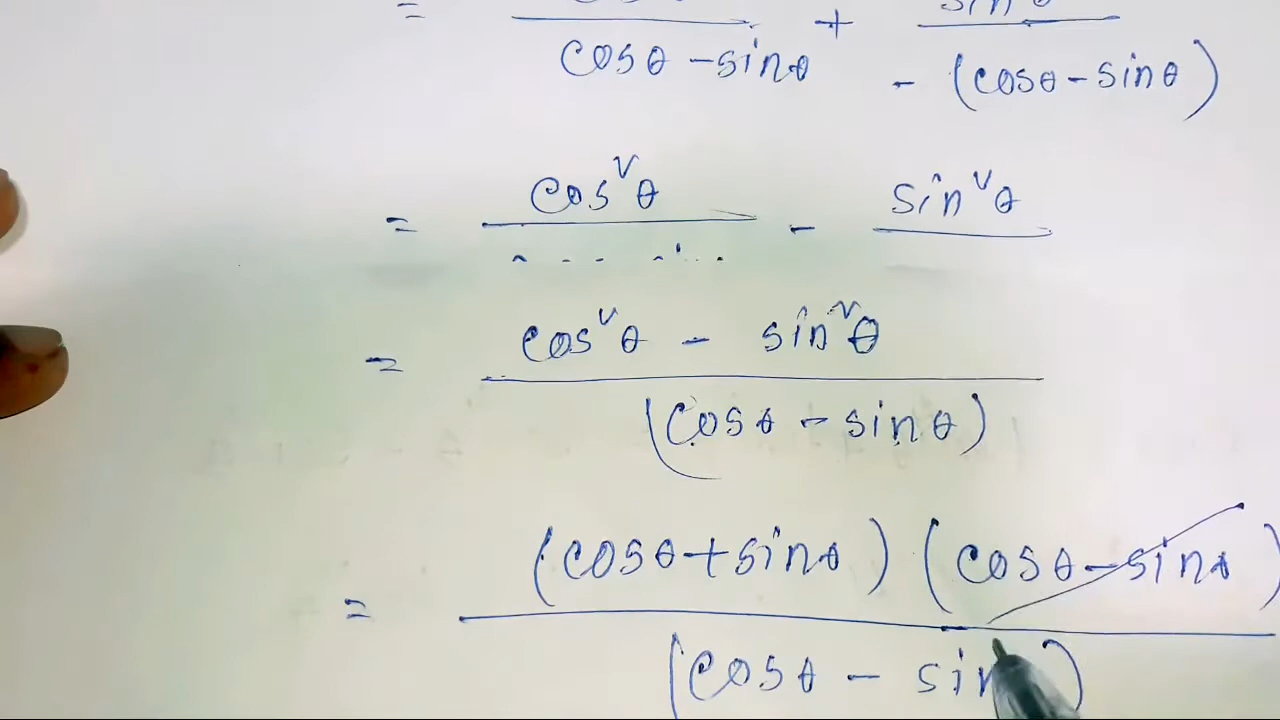 =
+
cosθ - sinθ
- (cosθ - sinθ)
= cos^vθ - sin^vθ
= cos^vθ - sin^vθ
(cosθ - sinθ)
= (cosθ + sinθ) (cosθ - sinθ)
(cosθ - sin )